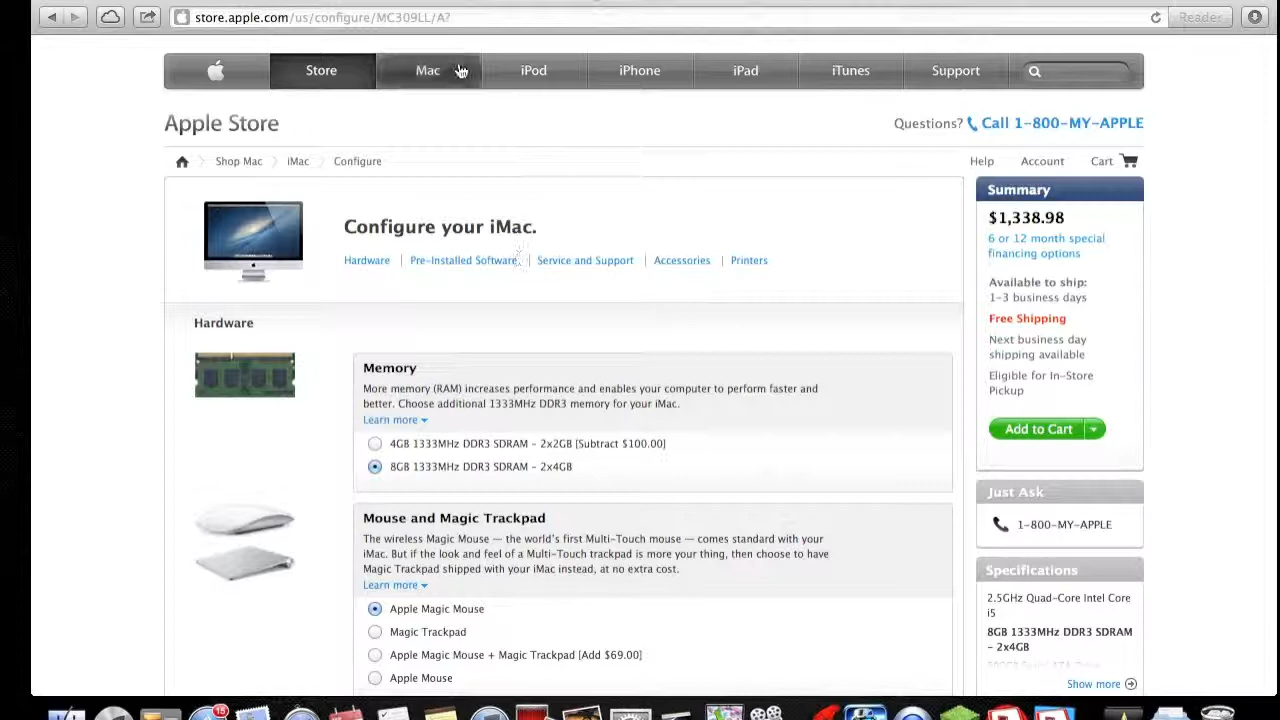 store.apple.com/us/configure/MC309LL/A?
Reader
Store Mac iPod iPhone iPad iTunes Support
Apple Store
Questions? Call 1-800-MY-APPLE
Shop Mac iMac Configure
Help Account Cart
Configure your iMac.
Hardware | Pre-Installed Software | Service and Support | Accessories | Printers
Summary
$1,338.98
6 or 12 month special
financing options
Available to ship:
1-3 business days
Free Shipping
Next business day
shipping available
Eligible for In-Store
Pickup
Add to Cart
Hardware
Memory
More memory (RAM) increases performance and enables your computer to perform faster and
better. Choose additional 1333MHz DDR3 memory for your iMac.
Learn more
4GB 1333MHz DDR3 SDRAM - 2x2GB [Subtract $100.00]
8GB 1333MHz DDR3 SDRAM - 2x4GB
Mouse and Magic Trackpad
The wireless Magic Mouse — the world's first Multi-Touch mouse — comes standard with your
iMac. But if the look and feel of a Multi-Touch trackpad is more your thing, then choose to have
Magic Trackpad shipped with your iMac instead, at no extra cost.
Learn more
Apple Magic Mouse
Magic Trackpad
Apple Magic Mouse + Magic Trackpad [Add $69.00]
Apple Mouse
Just Ask
1-800-MY-APPLE
Specifications
2.5GHz Quad-Core Intel Core
i5
8GB 1333MHz DDR3 SDRAM
- 2x4GB
Show more
15